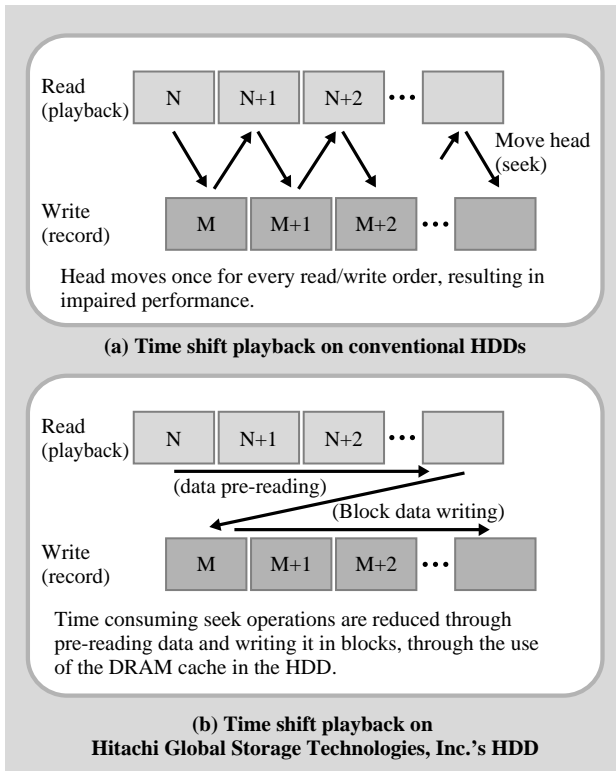 Read
(playback)
N N+1 N+2 •••
Move head
(seek)
Write
(record)
M M+1 M+2 •••
Head moves once for every read/write order, resulting in
impaired performance.
(a) Time shift playback on conventional HDDs
Read
(playback)
N N+1 N+2 •••
(data pre-reading)
(Block data writing)
Write
(record)
M M+1 M+2 •••
Time consuming seek operations are reduced through
pre-reading data and writing it in blocks, through the use
of the DRAM cache in the HDD.
(b) Time shift playback on
Hitachi Global Storage Technologies, Inc.'s HDD